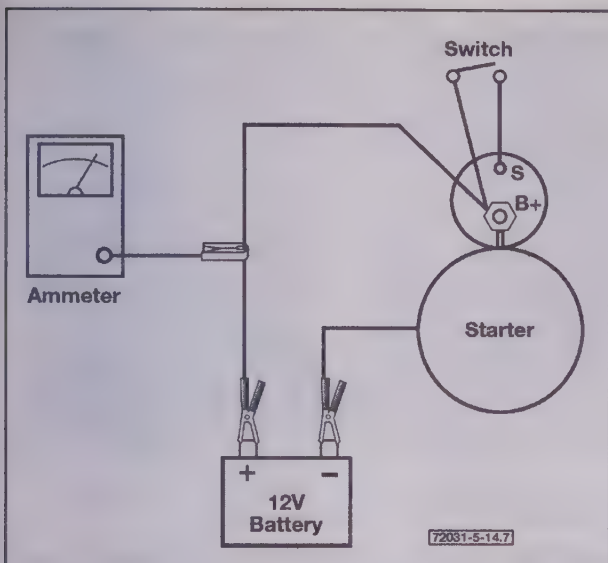 Switch
S
B+
Ammeter
Starter
+ −
12V
Battery
72031-5-14.7